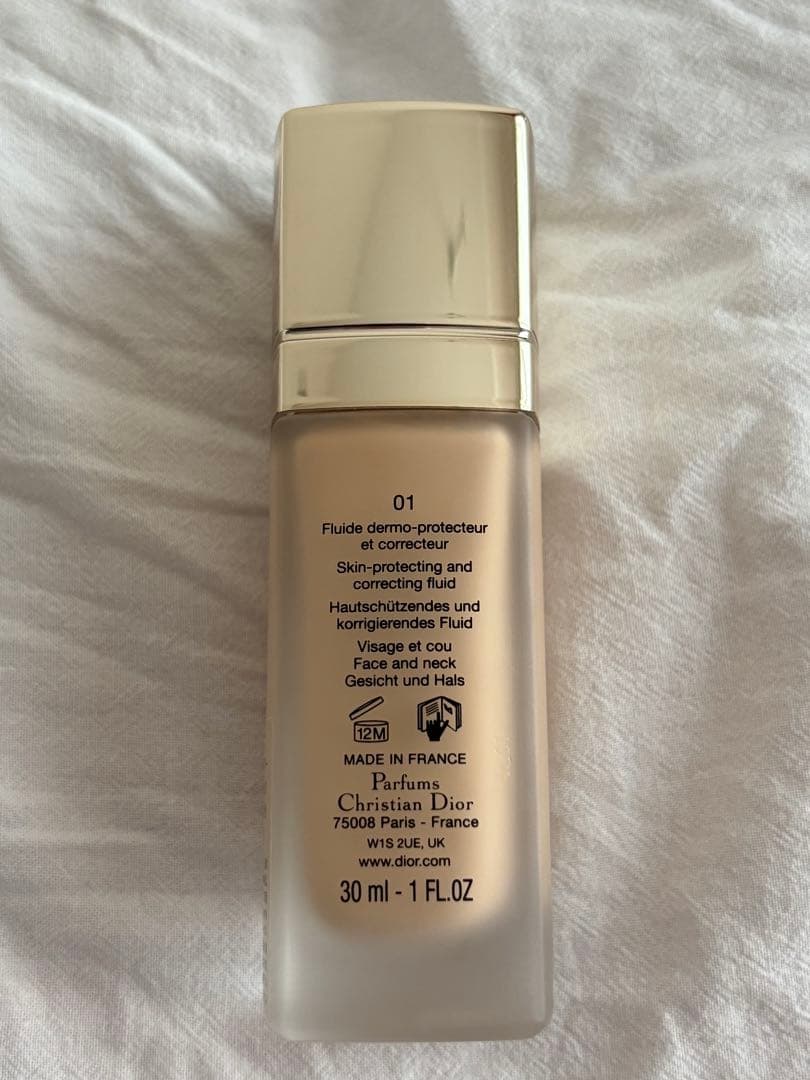 01
Fluide dermo-protecteur
et correcteur
Skin-protecting and
correcting fluid
Hautschützendes und
korrigierendes Fluid
Visage et cou
Face and neck
Gesicht und Hals
12M
MADE IN FRANCE
Parfums
Christian Dior
75008 Paris - France
W1S 2UE, UK
www.dior.com
30 ml - 1 FL.OZ